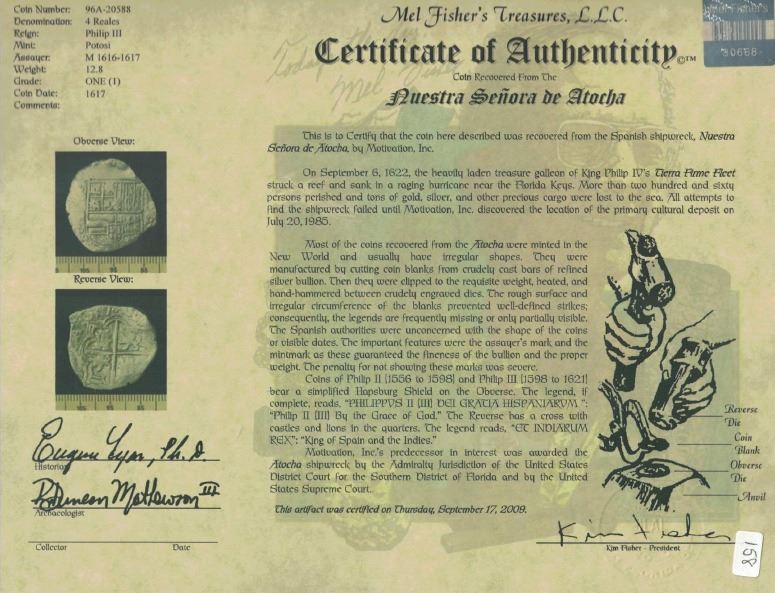 Coin Number: 96A-20588
Denomination: 4 Reales
Reign: Philip III
Mint: Potosi
Assayer: M 1616-1617
Weight: 12.8
Grade: ONE (1)
Coin Date: 1617
Comments:
Obverse View:
Reverse View:
Eugene Lyon, Ph.D.
Historian
R. Duncan Mathewson III
Archaeologist
Collector Date
Mel Fisher's Treasures, L.L.C.
Certificate of Authenticity ©™
Coin Recovered From The
Nuestra Señora de Atocha
Mel Fisher
This is to Certify that the coin here described was recovered from the Spanish shipwreck, Nuestra
Señora de Atocha, by Motivation, Inc.
On September 6, 1622, the heavily laden treasure galleon of King Philip IV's Tierra Firme Fleet
struck a reef and sank in a raging hurricane near the Florida Keys. More than two hundred and sixty
persons perished and tons of gold, silver, and other precious cargo were lost to the sea. All attempts to
find the shipwreck failed until Motivation, Inc. discovered the location of the primary cultural deposit on
July 20, 1985.
Most of the coins recovered from the Atocha were minted in the
New World and usually have irregular shapes. They were
manufactured by cutting coin blanks from crudely cast bars of refined
silver bullion. Then they were clipped to the requisite weight, heated, and
hand-hammered between crudely engraved dies. The rough surface and
irregular circumference of the blanks prevented well-defined strikes;
consequently, the legends are frequently missing or only partially visible.
The Spanish authorities were unconcerned with the shape of the coins
or visible dates. The important features were the assayer's mark and the
mintmark as these guaranteed the fineness of the bullion and the proper
weight. The penalty for not showing these marks was severe.
Coins of Philip II [1556 to 1598] and Philip III [1598 to 1621]
bear a simplified Hapsburg Shield on the Obverse. The legend, if
complete, reads, "PHILIPPVS II [III] DEI GRATIA HISPANIARVM ":
"Philip II [III] By the Grace of God." The Reverse has a cross with
castles and lions in the quarters. The legend reads, "ET INDIARUM
REX": "King of Spain and the Indies."
Motivation, Inc.'s predecessor in interest was awarded the
Atocha shipwreck by the Admiralty Jurisdiction of the United States
District Court for the Southern District of Florida and by the United
States Supreme Court.
This artifact was certified on Thursday, September 17, 2009.
Reverse
Die
Coin
Blank
Obverse
Die
Anvil
Kim Fisher
Kim Fisher - President
158